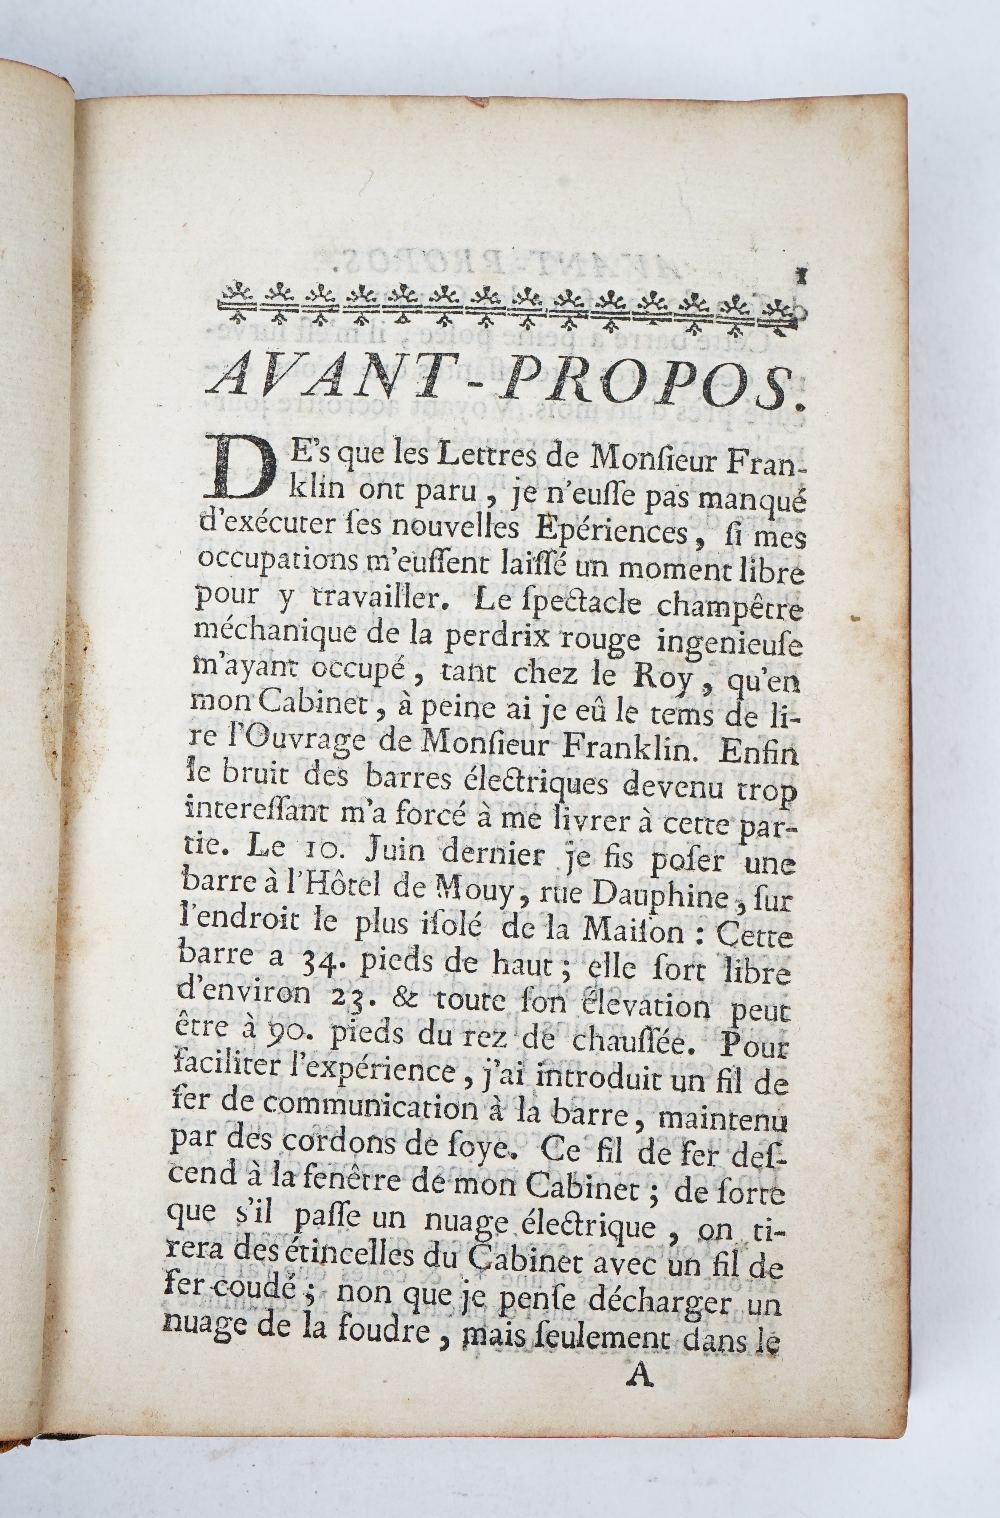 1
AVANT-PROPOS.
DE's que les Lettres de Monſieur Fran-
klin ont paru, je n'euſſe pas manqué
d'exécuter ſes nouvelles Epériences, ſi mes
occupations m'euſſent laiſſé un moment libre
pour y travailler. Le ſpectacle champêtre
méchanique de la perdrix rouge ingenieuſe
m'ayant occupé, tant chez le Roy, qu'en
mon Cabinet, à peine ai je eû le tems de li-
re l'Ouvrage de Monſieur Franklin. Enfin
le bruit des barres électriques devenu trop
intereſſant m'a forcé à me livrer à cette par-
tie. Le 10. Juin dernier je fis poſer une
barre à l'Hôtel de Mouy, rue Dauphine, ſur
l'endroit le plus iſolé de la Maiſon : Cette
barre a 34. pieds de haut ; elle ſort libre
d'environ 23. & toute ſon élevation peut
être à 90. pieds du rez de chauſſée. Pour
faciliter l'expérience, j'ai introduit un fil de
fer de communication à la barre, maintenu
par des cordons de ſoye. Ce fil de fer deſ-
cend à la fenêtre de mon Cabinet ; de ſorte
que s'il paſſe un nuage électrique, on ti-
rera des étincelles du Cabinet avec un fil de
fer coudé ; non que je penſe décharger un
nuage de la foudre, mais ſeulement dans le
A